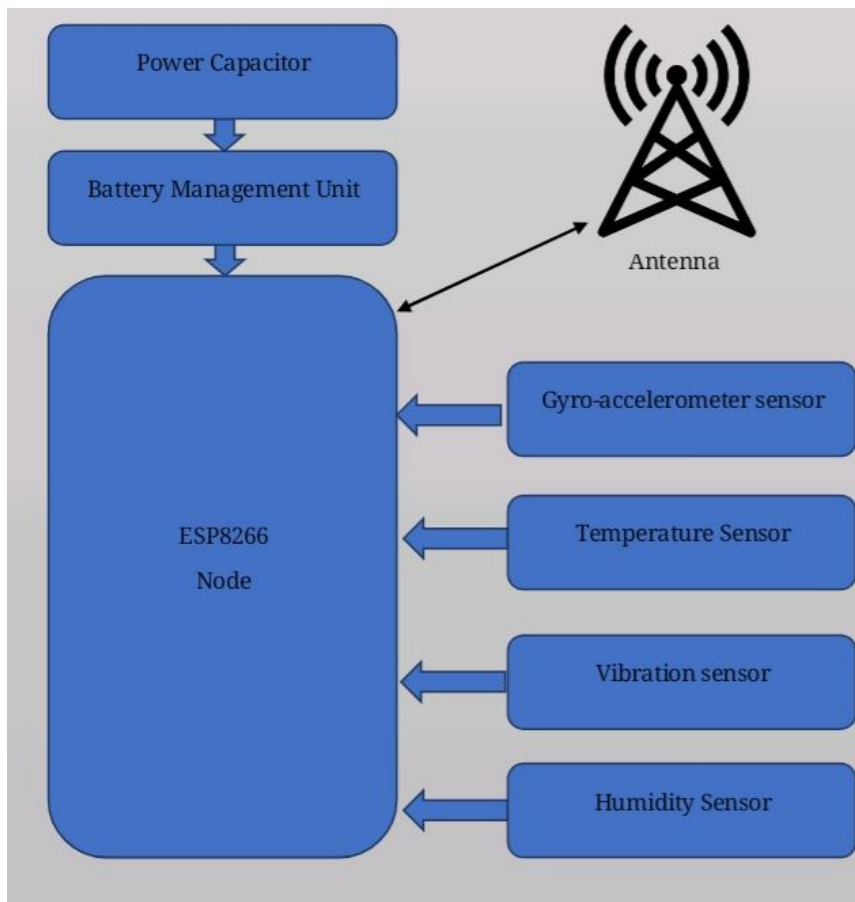 Power Capacitor
Battery Management Unit
Antenna
Gyro-accelerometer sensor
Temperature Sensor
ESP8266
Node
Vibration sensor
Humidity Sensor